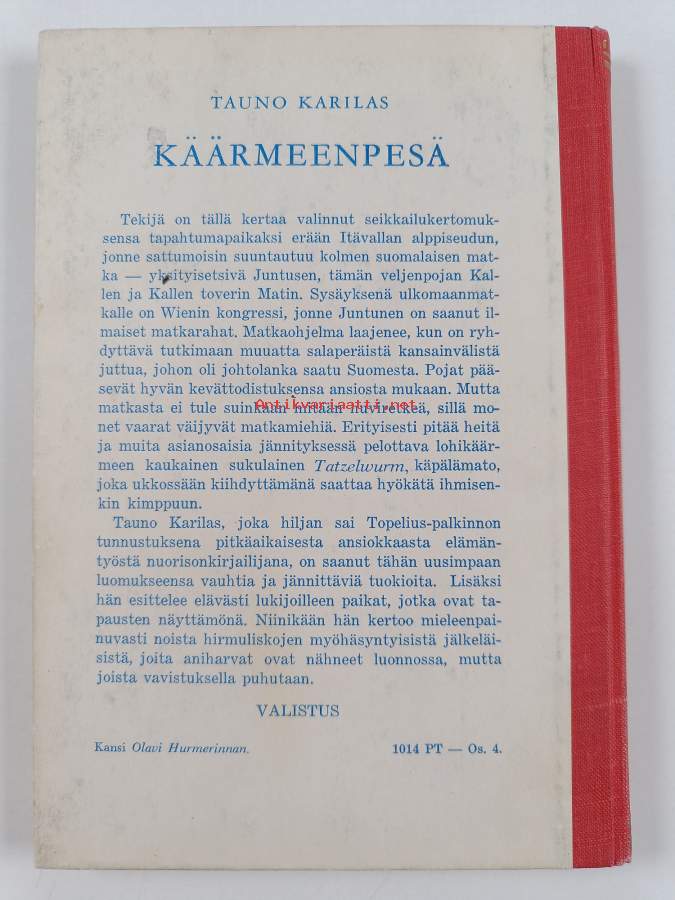 TAUNO KARILAS
KÄÄRMEENPESÄ
Tekijä on tällä kertaa valinnut seikkailukertomuk-
sensa tapahtumapaikaksi erään Itävallan alppiseudun,
jonne sattumoisin suuntautuu kolmen suomalaisen mat-
ka — yksityisetsivä Juntusen, tämän veljenpojan Kal-
len ja Kallen toverin Matin. Sysäyksenä ulkomaanmat-
kalle on Wienin kongressi, jonne Juntunen on saanut il-
maiset matkarahat. Matkaohjelma laajenee, kun on ryh-
dyttävä tutkimaan muuatta salaperäistä kansainvälistä
juttua, johon oli johtolanka saatu Suomesta. Pojat pää-
sevät hyvän kevättodistuksensa ansiosta mukaan. Mutta
matkasta ei tule suinkaan mitään huviretkeä, sillä mo-
Antikvariaatti.net
net vaarat väijyvät matkamiehiä. Erityisesti pitää heitä
ja muita asianosaisia jännityksessä pelottava lohikäär-
meen kaukainen sukulainen Tatzelwurm, käpälämato,
joka ukkossään kiihdyttämänä saattaa hyökätä ihmisen-
kin kimppuun.
Tauno Karilas, joka hiljan sai Topelius-palkinnon
tunnustuksena pitkäaikaisesta ansiokkaasta elämän-
työstä nuorisonkirjailijana, on saanut tähän uusimpaan
luomukseensa vauhtia ja jännittäviä tuokioita. Lisäksi
hän esittelee elävästi lukijoilleen paikat, jotka ovat ta-
pausten näyttämönä. Niinikään hän kertoo mieleenpai-
nuvasti noista hirmuliskojen myöhäsyntyisistä jälkeläi-
sistä, joita aniharvat ovat nähneet luonnossa, mutta
joista vavistuksella puhutaan.
VALISTUS
Kansi Olavi Hurmerinnan.
1014 PT — Os. 4.